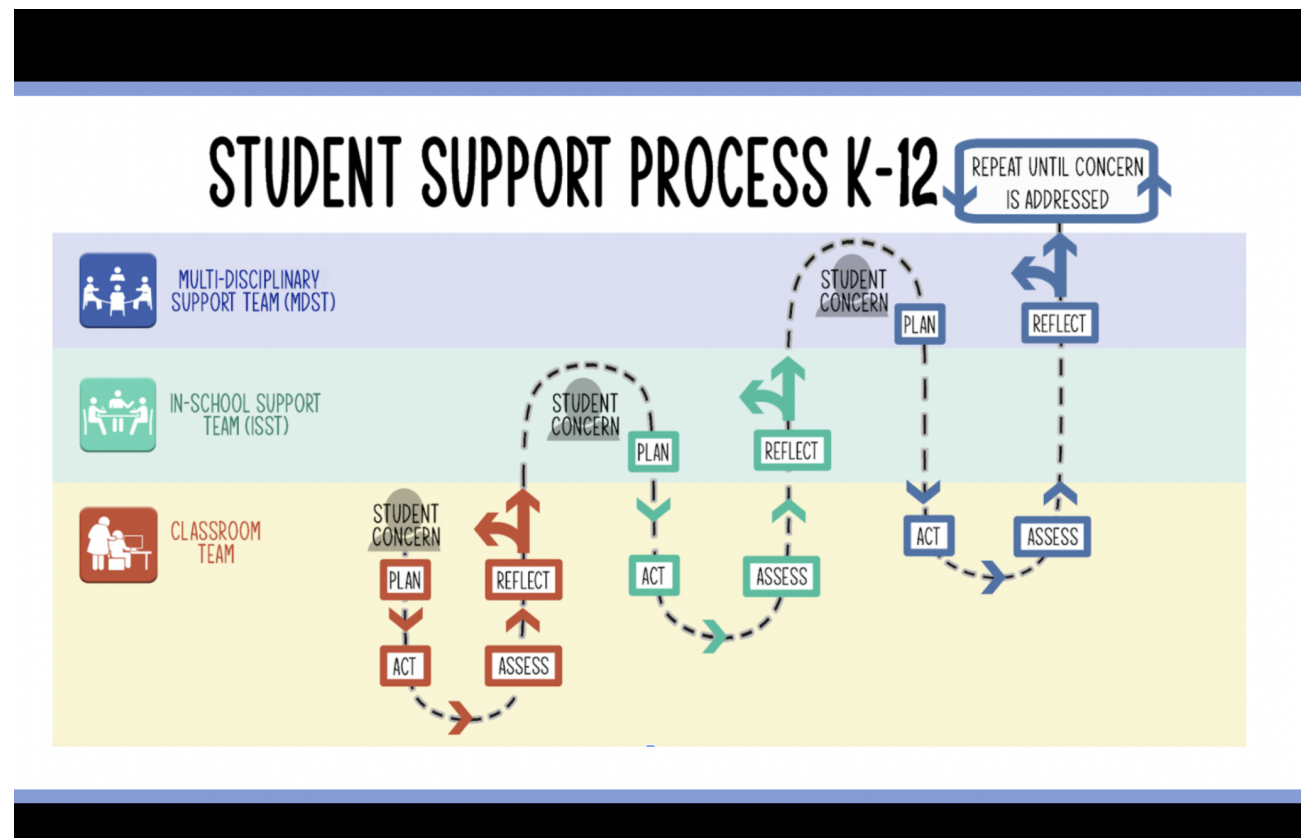 STUDENT SUPPORT PROCESS K-12
REPEAT UNTIL CONCERN
IS ADDRESSED
MULTI-DISCIPLINARY
SUPPORT TEAM (MDST)
STUDENT
CONCERN
PLAN
REFLECT
IN-SCHOOL SUPPORT
TEAM (ISST)
STUDENT
CONCERN
PLAN
REFLECT
CLASSROOM
TEAM
STUDENT
CONCERN
PLAN
REFLECT
ACT
ASSESS
ACT
ASSESS
ACT
ASSESS